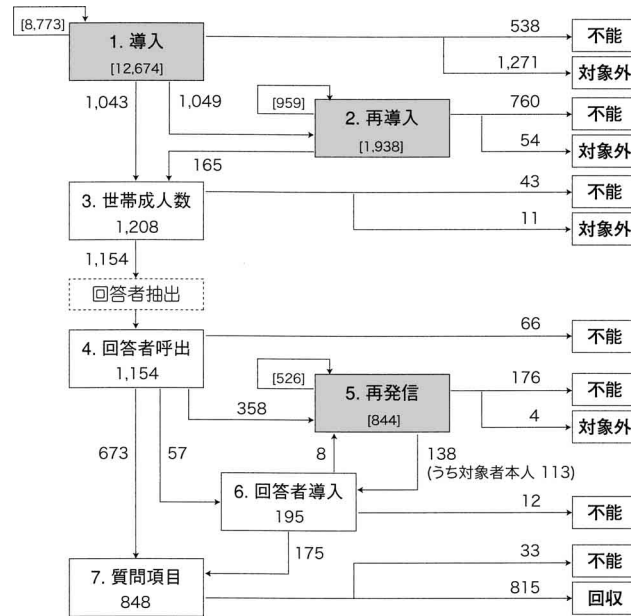 [8,773]
1. 導入
[12,674]
538
不能
1,271
対象外
1,043
1,049
[959]
2. 再導入
[1,938]
760
不能
54
対象外
165
3. 世帯成人数
1,208
43
不能
11
対象外
1,154
回答者抽出
4. 回答者呼出
1,154
66
不能
[526]
5. 再発信
[844]
176
不能
4
対象外
358
673
57
8
138
(うち対象者本人 113)
6. 回答者導入
195
12
不能
175
7. 質問項目
848
33
不能
815
回収